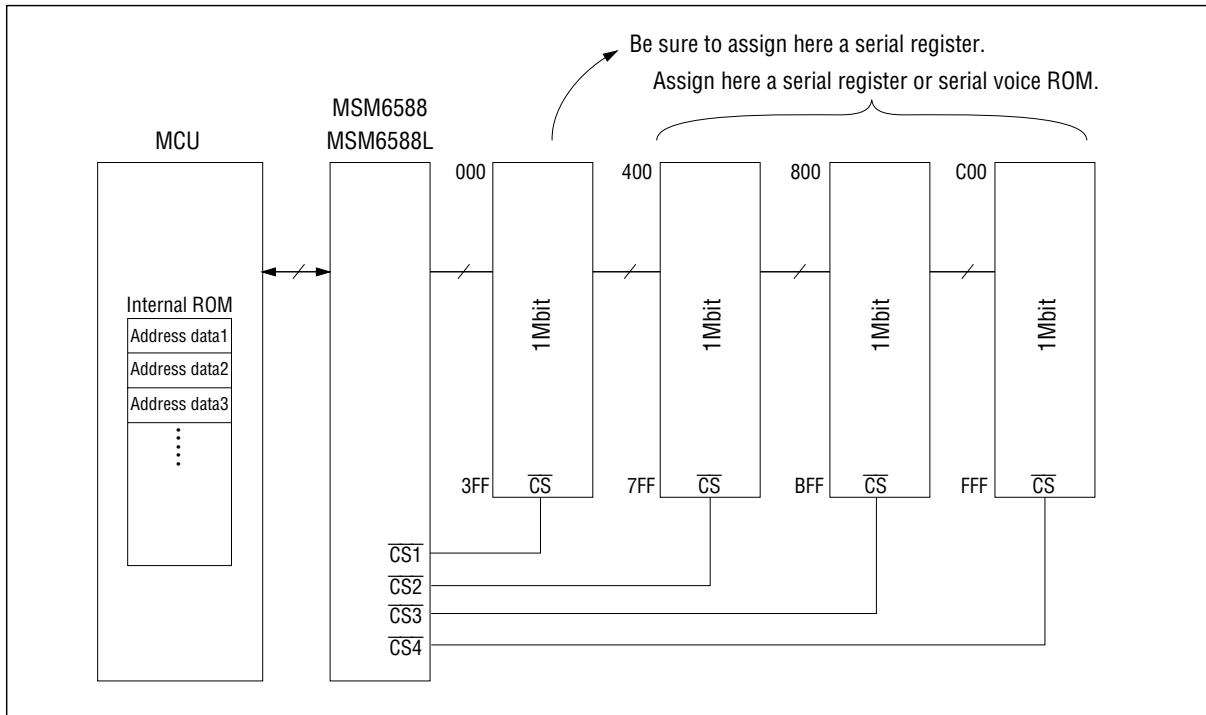 Be sure to assign here a serial register.
Assign here a serial register or serial voice ROM.
MSM6588
MCU
MSM6588L
000
400
800
C00
Internal ROM
Address data1
Address data2
Address data3
1Mbit
1Mbit
1Mbit
1Mbit
3FF
CS
7FF
CS
BFF
CS
FFF
CS
CS1
CS2
CS3
CS4